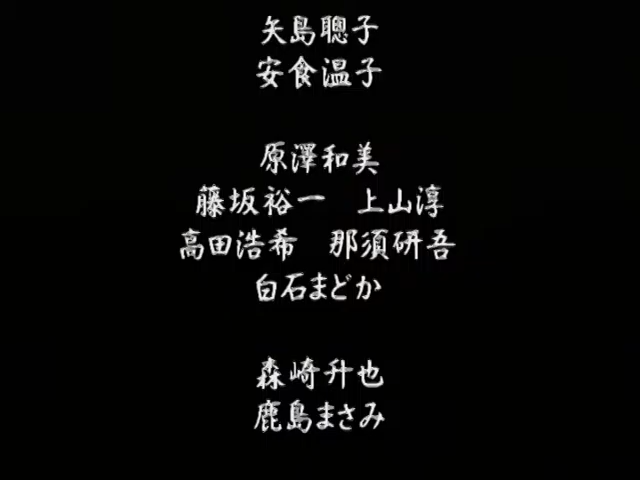 矢島聰子
安食温子
原澤和美
藤坂裕一　上山淳
高田浩希　那須研吾
白石まどか
森崎升也
鹿島まさみ